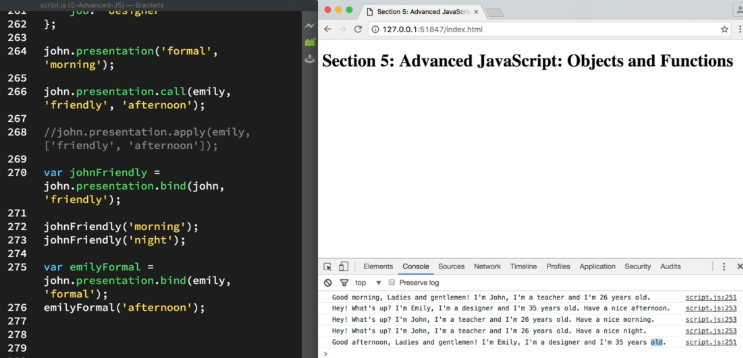 script.js (5-Advanced-JS) — Brackets
261 job: 'designer'
262 };
263
264 john.presentation('formal',
'morning');
265
266 john.presentation.call(emily,
'friendly', 'afternoon');
267
268 //john.presentation.apply(emily,
['friendly', 'afternoon']);
269
270 var johnFriendly =
john.presentation.bind(john,
'friendly');
271
272 johnFriendly('morning');
273 johnFriendly('night');
274
275 var emilyFormal =
john.presentation.bind(emily,
'formal');
276 emilyFormal('afternoon');
277
278
279
Section 5: Advanced JavaScri
127.0.0.1:51847/index.html
Section 5: Advanced JavaScript: Objects and Functions
Elements Console Sources Network Timeline Profiles Application Security Audits
top Preserve log
Good morning, Ladies and gentlemen! I'm John, I'm a teacher and I'm 26 years old. script.js:251
Hey! What's up? I'm Emily, I'm a designer and I'm 35 years old. Have a nice afternoon. script.js:253
Hey! What's up? I'm John, I'm a teacher and I'm 26 years old. Have a nice morning. script.js:253
Hey! What's up? I'm John, I'm a teacher and I'm 26 years old. Have a nice night. script.js:253
Good afternoon, Ladies and gentlemen! I'm Emily, I'm a designer and I'm 35 years old. script.js:251